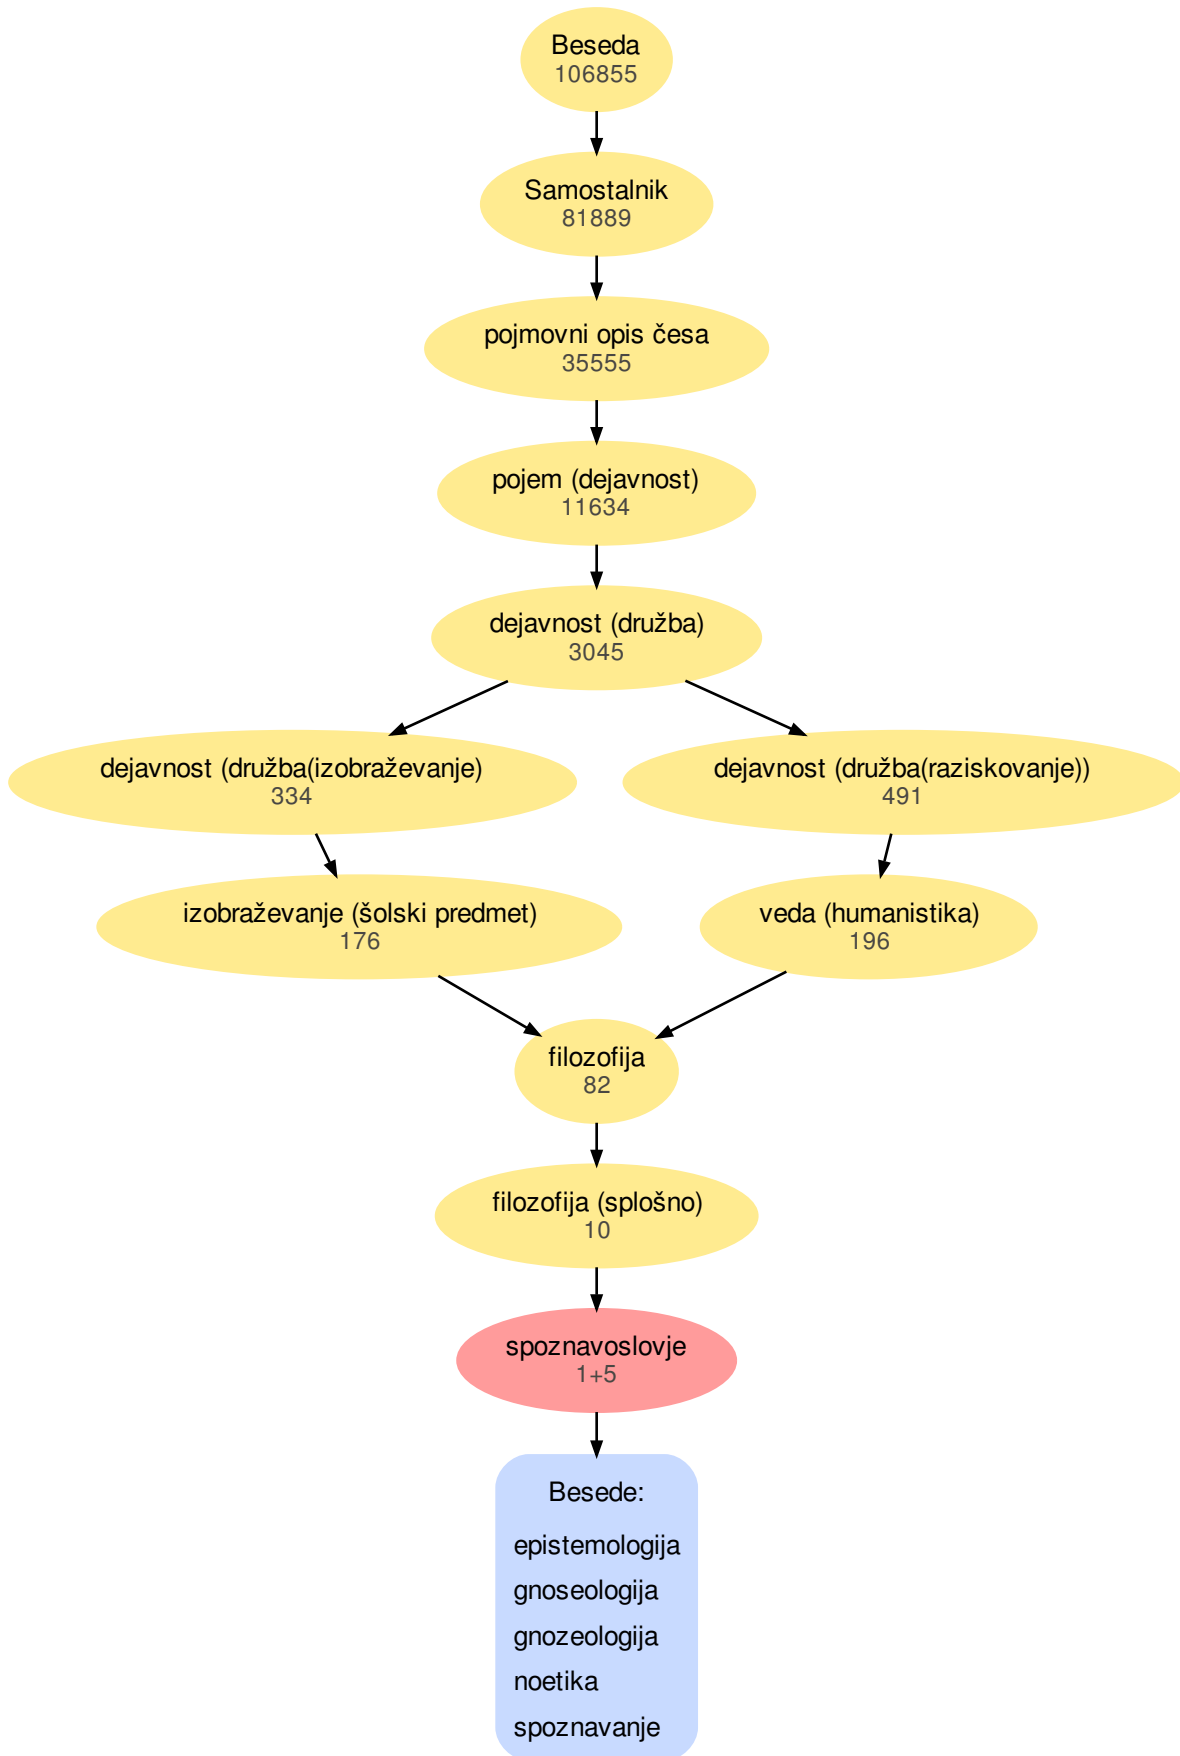 Beseda
106855
Samostalnik
81889
pojmovni opis česa
35555
pojem (dejavnost)
11634
dejavnost (družba)
3045
dejavnost (družba(izobraževanje)
334
dejavnost (družba(raziskovanje))
491
izobraževanje (šolski predmet)
176
veda (humanistika)
196
filozofija
82
filozofija (splošno)
10
spoznavoslovje
1+5
Besede:
epistemologija
gnoseologija
gnozeologija
noetika
spoznavanje